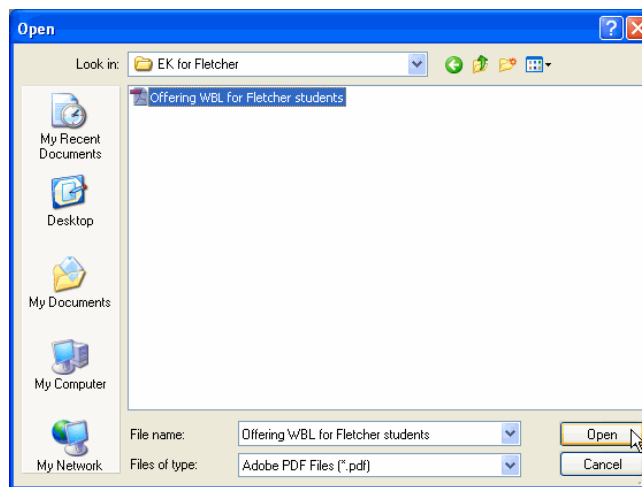 Open
Look in:
EK for Fletcher
Offering WBL for Fletcher students
My Recent
Documents
Desktop
My Documents
My Computer
My Network
File name:
Offering WBL for Fletcher students
Open
Files of type:
Adobe PDF Files (*.pdf)
Cancel